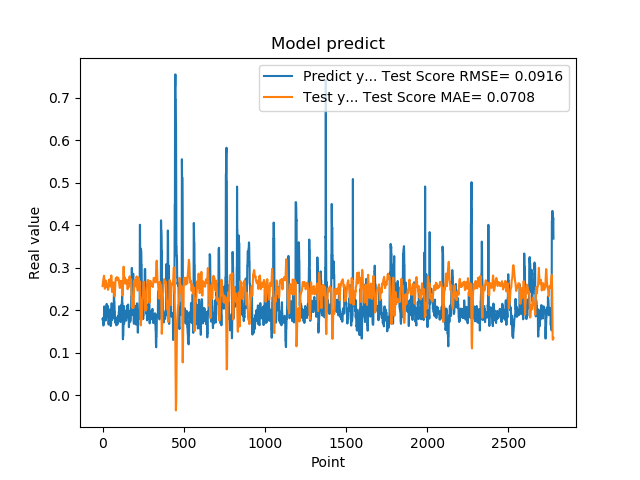 Model predict
Predict y... Test Score RMSE= 0.0916
Test y... Test Score MAE= 0.0708
0.7
0.6
0.5
0.4
0.3
0.2
0.1
0.0
Real value
0 500 1000 1500 2000 2500
Point